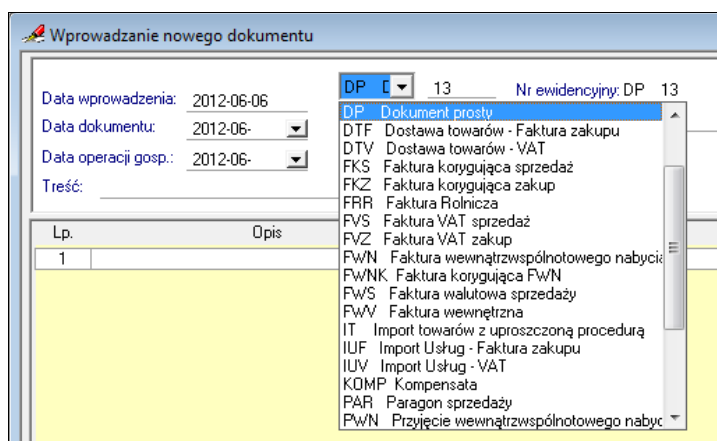 Wprowadzanie nowego dokumentu
DP D 13 Nr ewidencyjny: DP 13
Data wprowadzenia: 2012-06-06
Data dokumentu: 2012-06-
Data operacji gosp.: 2012-06-
Treść:
DP Dokument prosty
DTF Dostawa towarów - Faktura zakupu
DTV Dostawa towarów - VAT
FKS Faktura korygująca sprzedaż
FKZ Faktura korygująca zakup
FRR Faktura Rolnicza
FVS Faktura VAT sprzedaż
FVZ Faktura VAT zakup
FWN Faktura wewnątrzwspólnotowego nabycia
FWNK Faktura korygująca FWN
FWS Faktura walutowa sprzedaży
FWV Faktura wewnętrzna
IT Import towarów z uproszczoną procedurą
IUF Import Usług - Faktura zakupu
IUV Import Usług - VAT
KOMP Kompensata
PAR Paragon sprzedaży
PWN Przyjęcie wewnątrzwspólnotowego nabyc
Lp. Opis
1